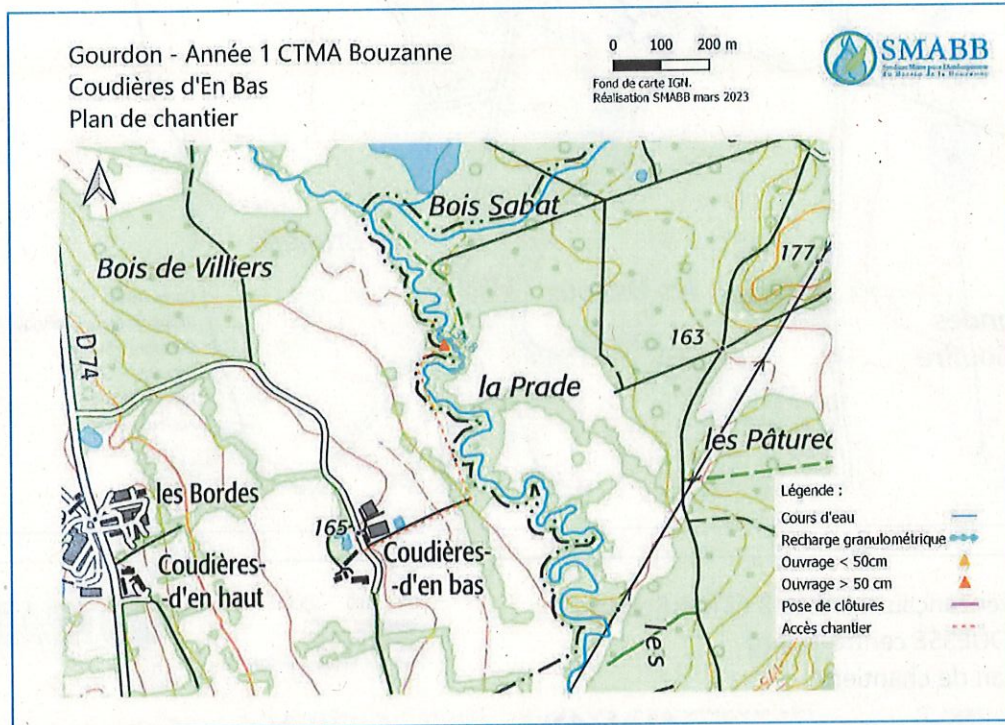 Gourdon - Année 1 CTMA Bouzanne
Coudières d'En Bas
Plan de chantier
0 100 200 m
Fond de carte IGN.
Réalisation SMABB mars 2023
SMABB
Bois Sabat
Bois de Villiers
177
163
D 74
la Prade
les Pâturec
les Bordes
165
Coudières-
-d'en haut
Coudières-
-d'en bas
les
Légende :
Cours d'eau
Recharge granulométrique
Ouvrage < 50cm
Ouvrage > 50 cm
Pose de clôtures
Accès chantier